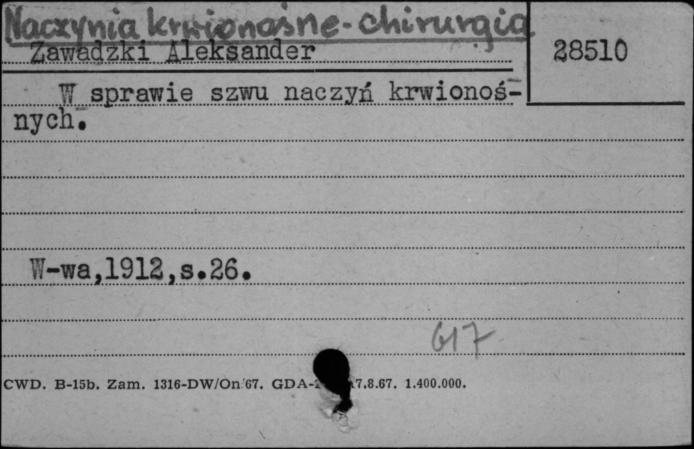 Naczynia krwionośne - chirurgia
Zawadzki Aleksander
28510
W sprawie szwu naczyń krwionoś-
nych.
W-wa,1912,s.26.
617
CWD. B-15b. Zam. 1316-DW/On/67. GDA- 7.8.67. 1.400.000.